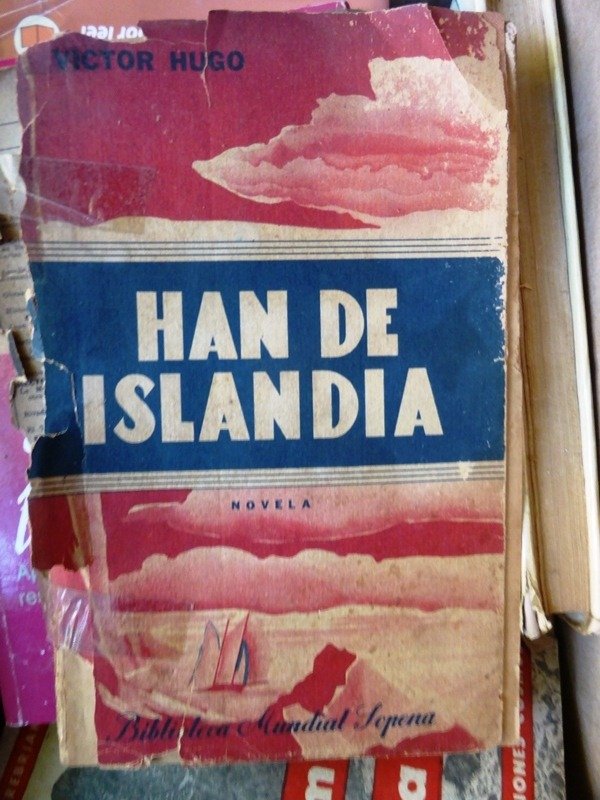 VICTOR HUGO
HAN DE
ISLANDIA
NOVELA
Biblioteca Mundial Sopena